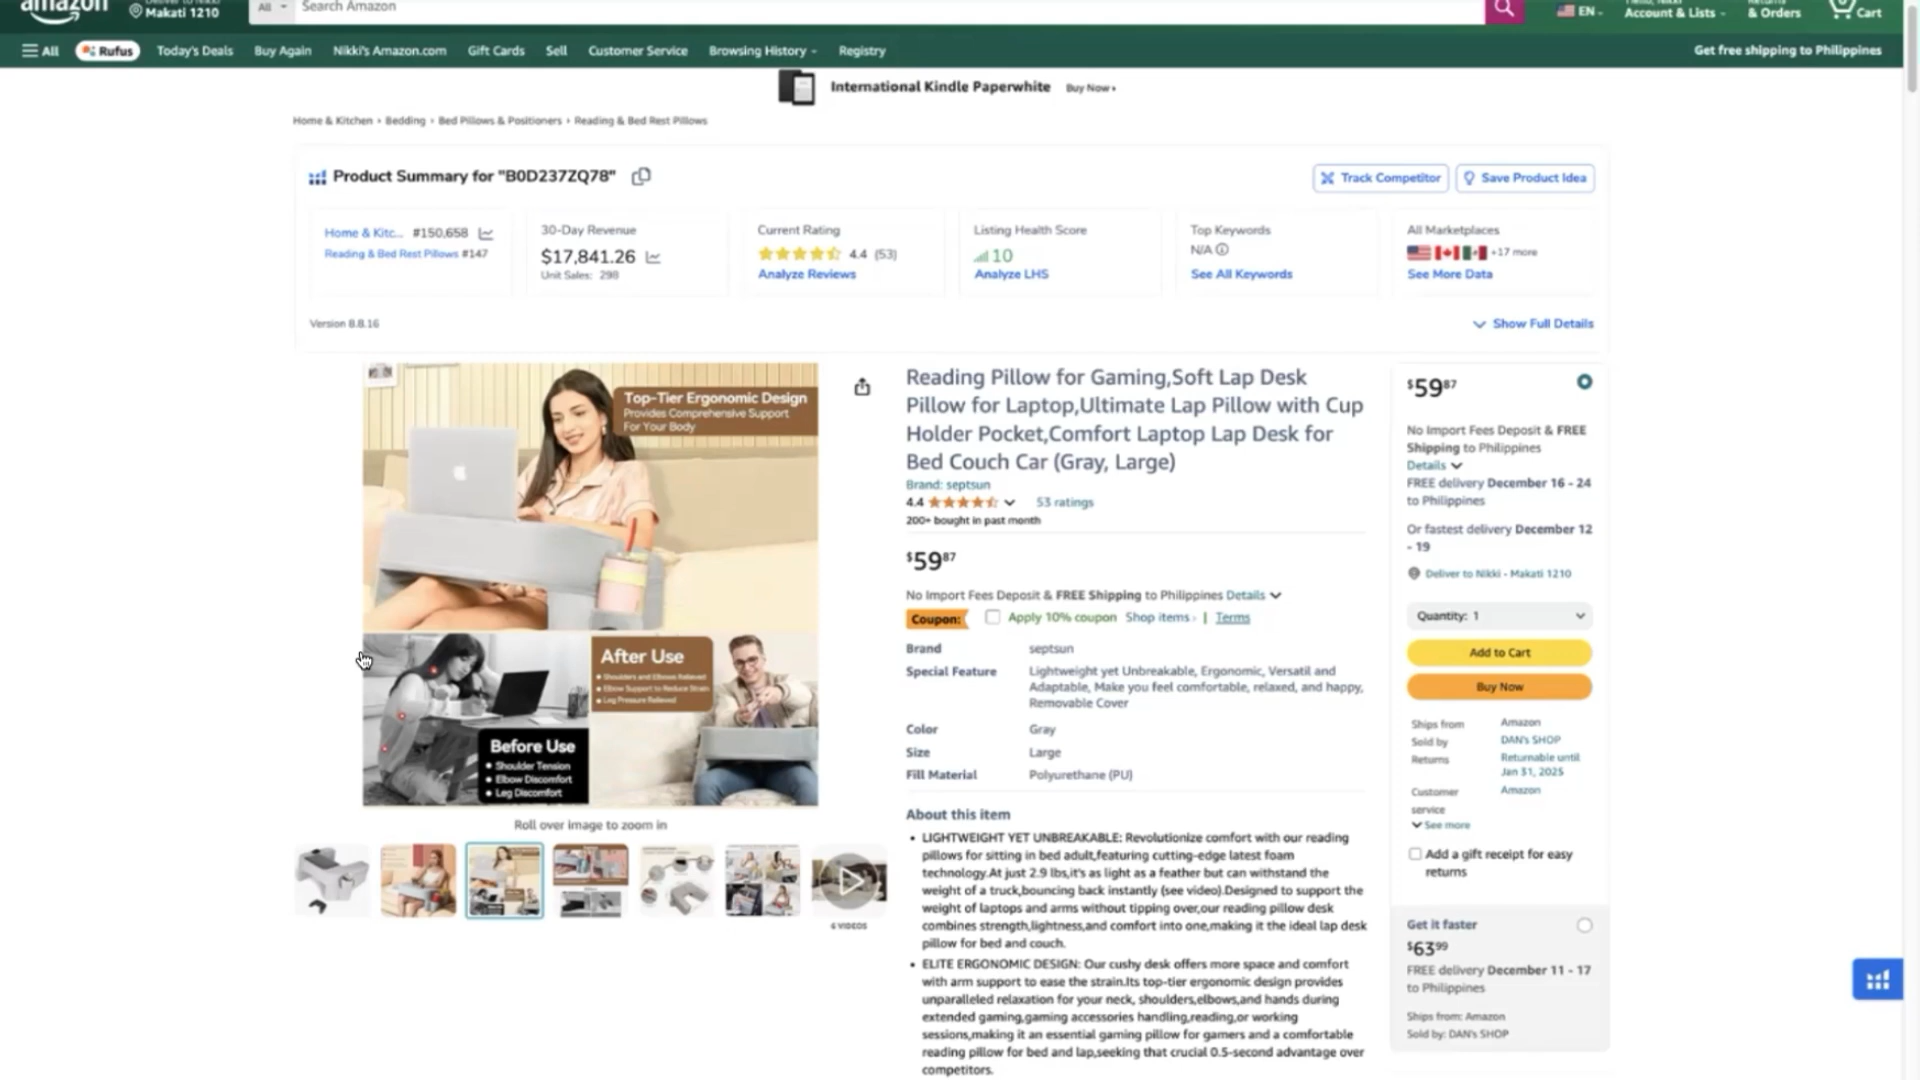 amazon
Makati 1210
All
Search Amazon
EN
Account & Lists
& Orders
Cart
All
Rufus
Today's Deals
Buy Again
Nikki's Amazon.com
Gift Cards
Sell
Customer Service
Browsing History
Registry
Get free shipping to Philippines
International Kindle Paperwhite
Buy Now
Home & Kitchen › Bedding › Bed Pillows & Positioners › Reading & Bed Rest Pillows
Product Summary for "B0D237ZQ78"
Track Competitor
Save Product Idea
Home & Kitc... #150,658
Reading & Bed Rest Pillows #147
30-Day Revenue
$17,841.26
Unit Sales: 298
Current Rating
4.4 (53)
Analyze Reviews
Listing Health Score
10
Analyze LHS
Top Keywords
N/A
See All Keywords
All Marketplaces
+17 more
See More Data
Version 8.8.16
Show Full Details
Top-Tier Ergonomic Design
Provides Comprehensive Support
For Your Body
After Use
• Shoulders and Elbows Relieved
• Elbow Support to Reduce Strain
• Leg Pressure Relieved
Before Use
• Shoulder Tension
• Elbow Discomfort
• Leg Discomfort
Roll over image to zoom in
6 VIDEOS
Reading Pillow for Gaming,Soft Lap Desk
Pillow for Laptop,Ultimate Lap Pillow with Cup
Holder Pocket,Comfort Laptop Lap Desk for
Bed Couch Car (Gray, Large)
Brand: septsun
4.4 53 ratings
200+ bought in past month
$59 87
No Import Fees Deposit & FREE Shipping to Philippines Details
Coupon: Apply 10% coupon Shop items › | Terms
Brand septsun
Special Feature Lightweight yet Unbreakable, Ergonomic, Versatil and
Adaptable, Make you feel comfortable, relaxed, and happy,
Removable Cover
Color Gray
Size Large
Fill Material Polyurethane (PU)
About this item
• LIGHTWEIGHT YET UNBREAKABLE: Revolutionize comfort with our reading
pillows for sitting in bed adult,featuring cutting-edge latest foam
technology.At just 2.9 lbs,it's as light as a feather but can withstand the
weight of a truck,bouncing back instantly (see video).Designed to support the
weight of laptops and arms without tipping over,our reading pillow desk
combines strength,lightness,and comfort into one,making it the ideal lap desk
pillow for bed and couch.
• ELITE ERGONOMIC DESIGN: Our cushy desk offers more space and comfort
with arm support to ease the strain.Its top-tier ergonomic design provides
unparalleled relaxation for your neck, shoulders,elbows,and hands during
extended gaming,gaming accessories handling,reading,or working
sessions,making it an essential gaming pillow for gamers and a comfortable
reading pillow for bed and lap,seeking that crucial 0.5-second advantage over
competitors.
$59 87
No Import Fees Deposit & FREE
Shipping to Philippines
Details
FREE delivery December 16 - 24
to Philippines
Or fastest delivery December 12
- 19
Deliver to Nikki - Makati 1210
Quantity: 1
Add to Cart
Buy Now
Ships from Amazon
Sold by DAN's SHOP
Returns Returnable until
Jan 31, 2025
Customer Amazon
service
See more
Add a gift receipt for easy
returns
Get it faster
$63 99
FREE delivery December 11 - 17
to Philippines
Ships from: Amazon
Sold by: DAN's SHOP